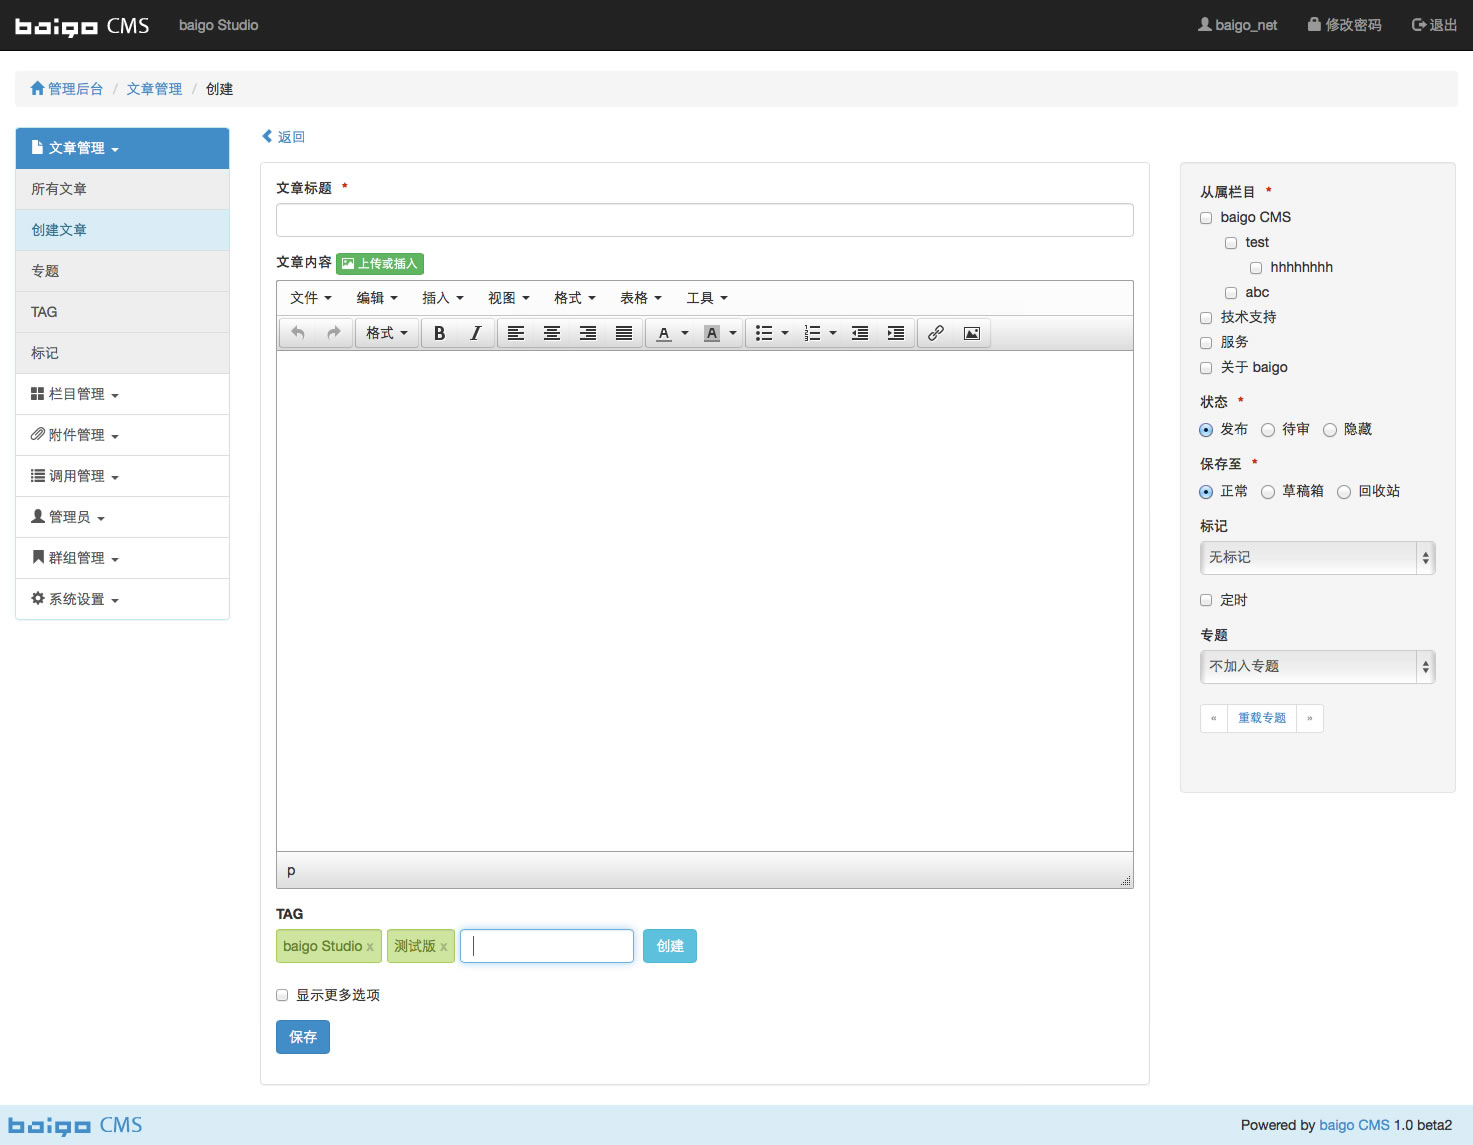 baigo CMS baigo Studio baigo_net 修改密码 退出
管理后台 / 文章管理 / 创建
文章管理
所有文章
创建文章
专题
TAG
标记
栏目管理
附件管理
调用管理
管理员
群组管理
系统设置
返回
文章标题 *
文章内容 上传或插入
文件 编辑 插入 视图 格式 表格 工具
格式 B I A A
p
TAG
baigo Studio x 测试版 x 创建
显示更多选项
保存
从属栏目 *
baigo CMS
test
hhhhhhhh
abc
技术支持
服务
关于 baigo
状态 *
发布 待审 隐藏
保存至 *
正常 草稿箱 回收站
标记
无标记
定时
专题
不加入专题
« 重载专题 »
baigo CMS Powered by baigo CMS 1.0 beta2